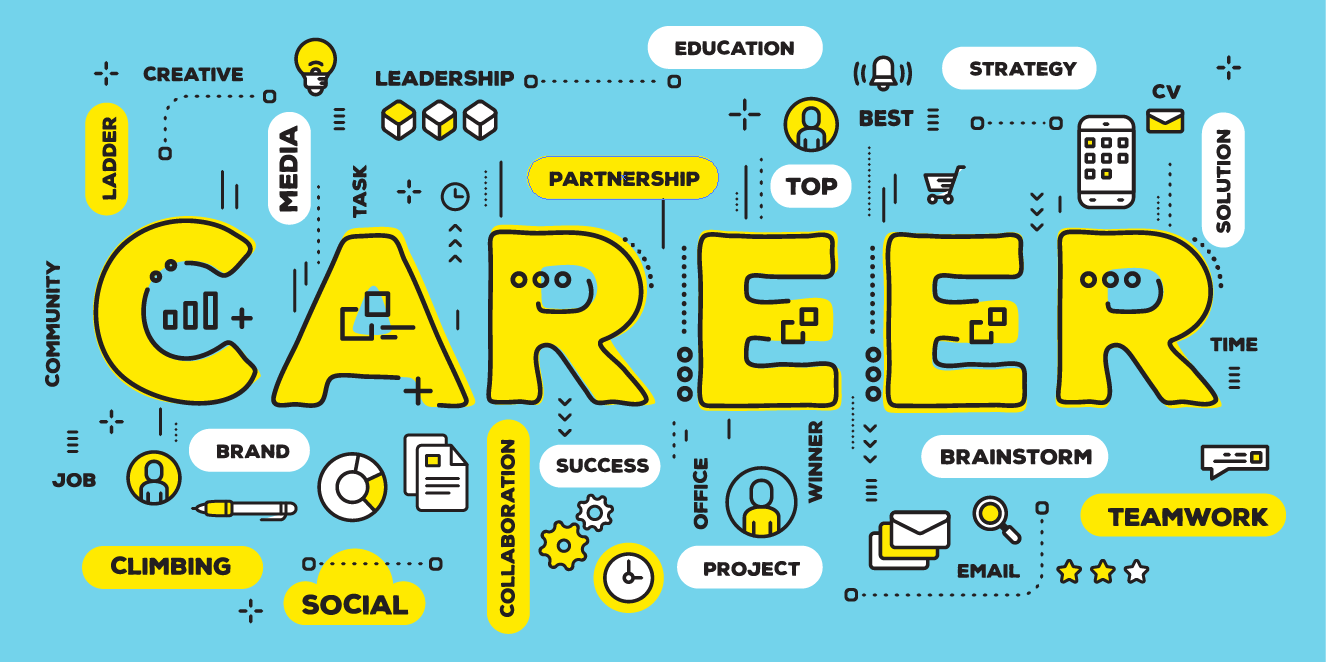 EDUCATION
CREATIVE
LEADERSHIP
STRATEGY
CV
BEST
LADDER
MEDIA
TASK
PARTNERSHIP
TOP
SOLUTION
COMMUNITY
CAREER
TIME
BRAND
JOB
COLLABORATION
SUCCESS
OFFICE
WINNER
BRAINSTORM
TEAMWORK
CLIMBING
SOCIAL
PROJECT
EMAIL